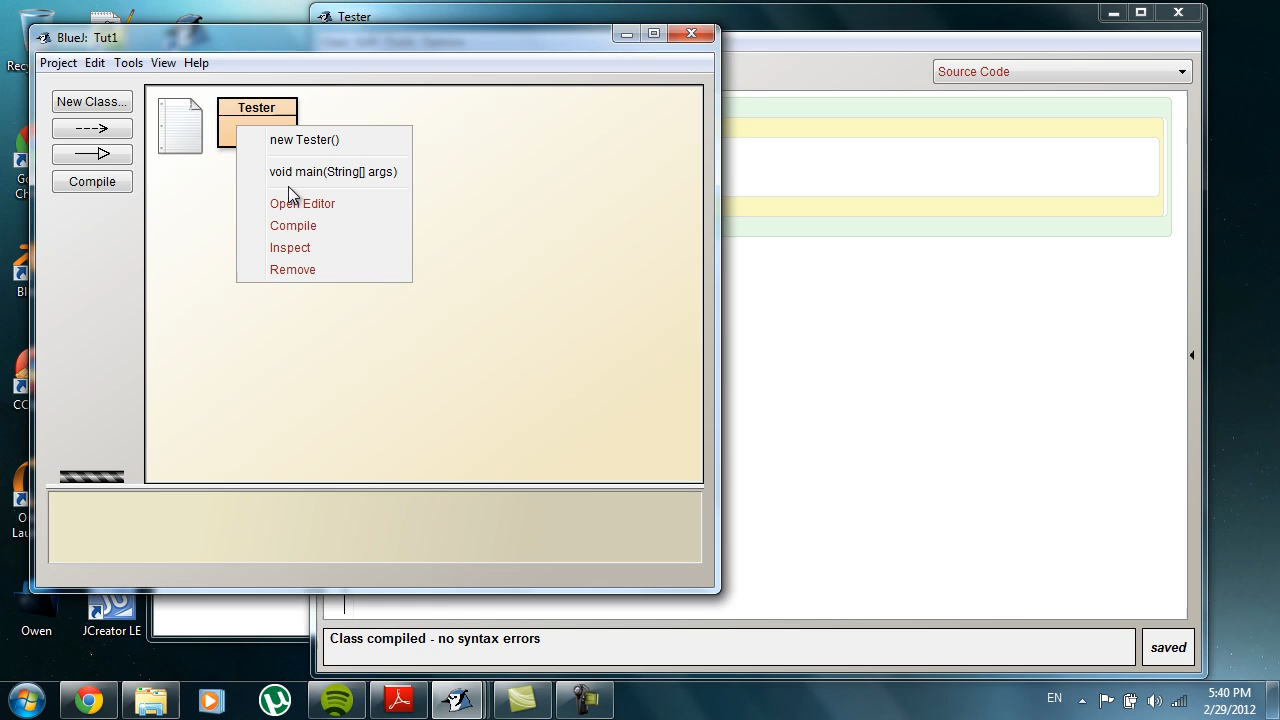 Tester
BlueJ: Tut1
Project Edit Tools View Help
New Class...
Compile
Tester
new Tester()
void main(String[] args)
Open Editor
Compile
Inspect
Remove
Source Code
Class compiled - no syntax errors
saved
Owen
JCreator LE
EN
5:40 PM
2/29/2012